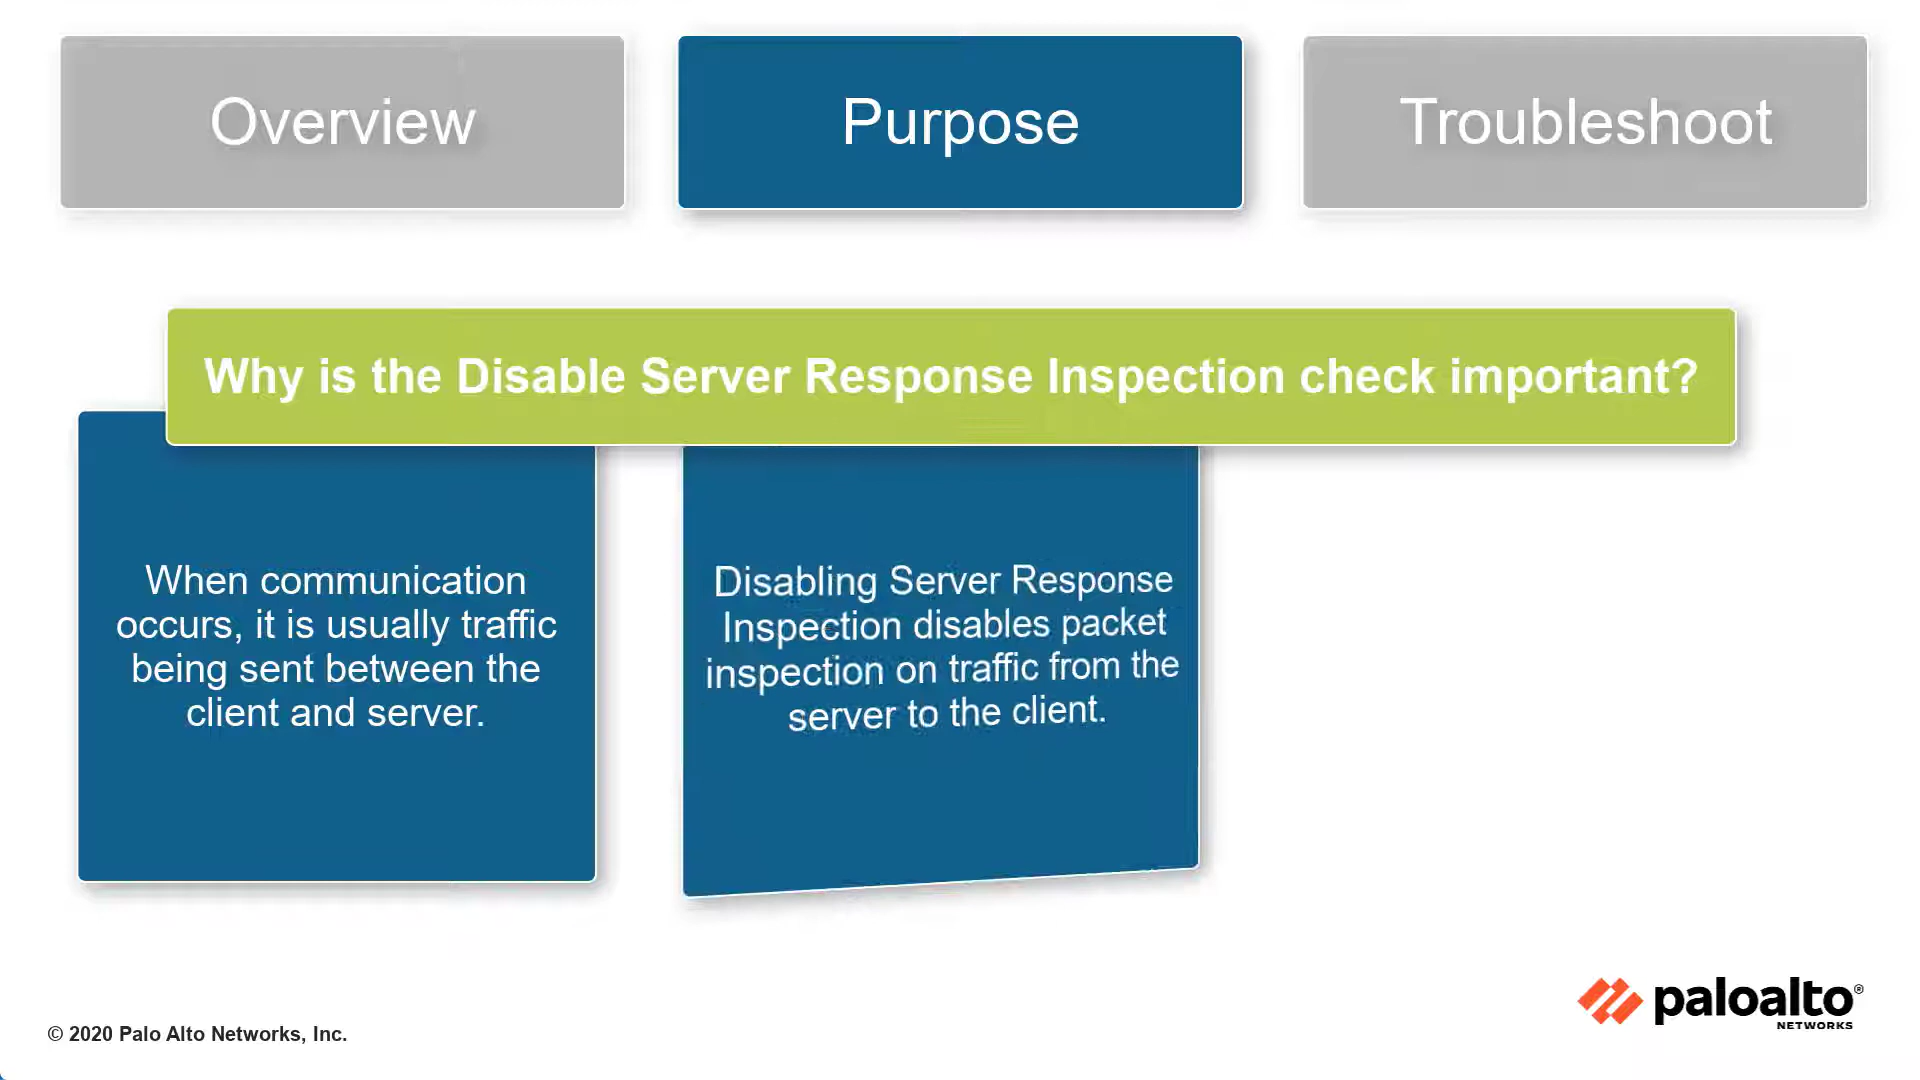 Overview
Purpose
Troubleshoot
Why is the Disable Server Response Inspection check important?
When communication
occurs, it is usually traffic
being sent between the
client and server.
Disabling Server Response
Inspection disables packet
inspection on traffic from the
server to the client.
© 2020 Palo Alto Networks, Inc.
paloalto®
NETWORKS